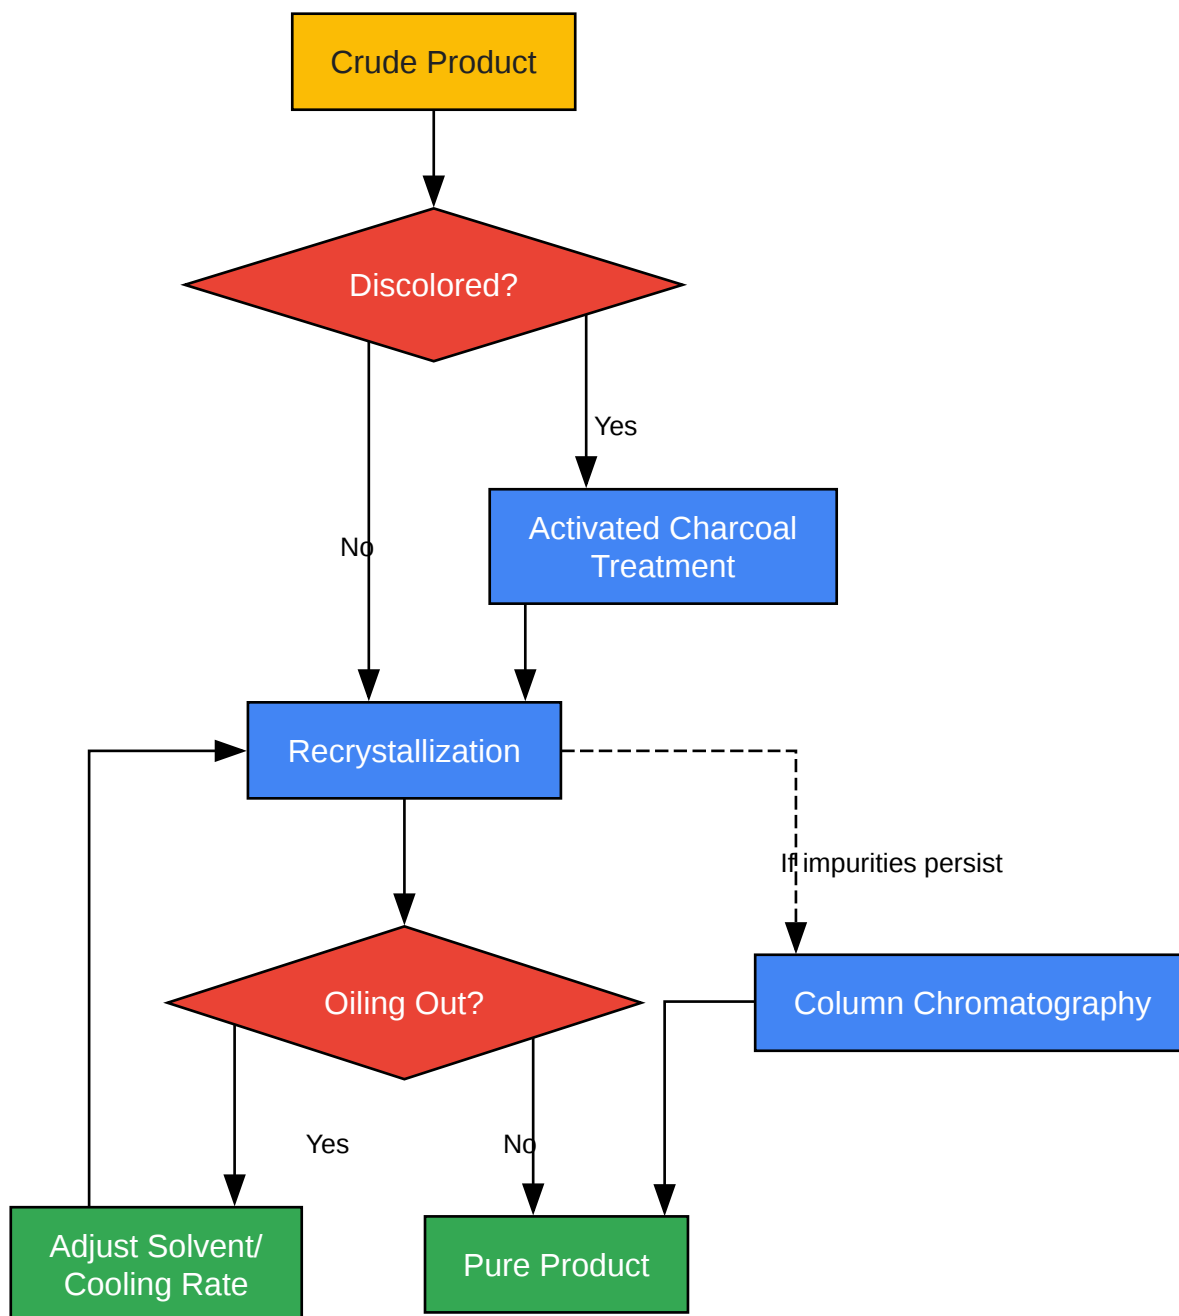 Crude Product
Discolored?
Yes
Activated Charcoal
Treatment
No
Recrystallization
If impurities persist
Oiling Out?
Column Chromatography
Yes
No
Adjust Solvent/
Cooling Rate
Pure Product